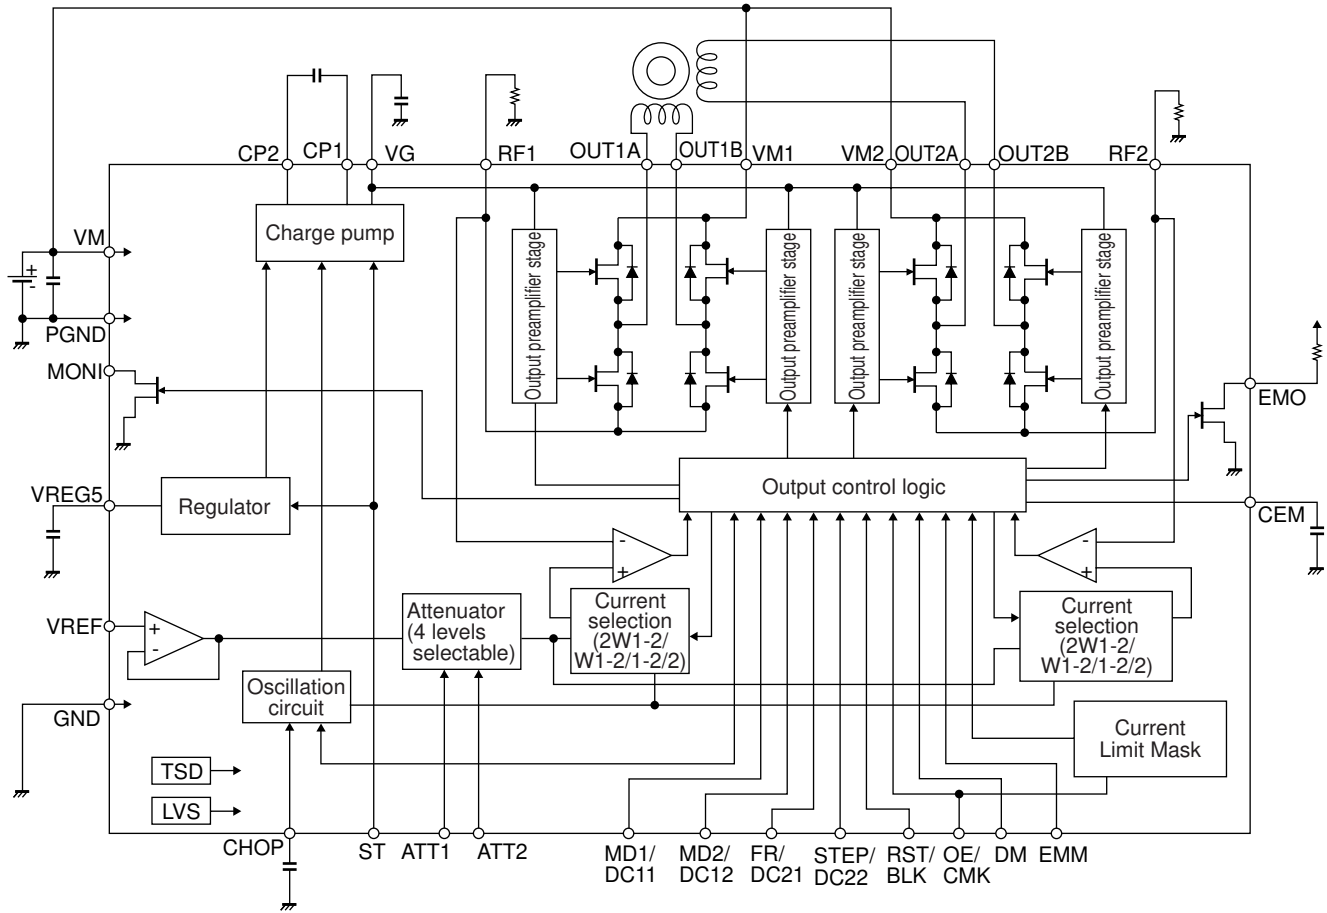 CP2
CP1
VG
RF1
OUT1A
OUT1B
VM1
VM2
OUT2A
OUT2B
RF2
VM
Charge pump
+
-
PGND
MONI
Output preamplifier stage
Output preamplifier stage
Output preamplifier stage
Output preamplifier stage
EMO
VREG5
Regulator
Output control logic
CEM
-
+
-
+
VREF
+
-
Attenuator
(4 levels
selectable)
Current
selection
(2W1-2/
W1-2/1-2/2)
Current
selection
(2W1-2/
W1-2/1-2/2)
GND
Oscillation
circuit
Current
Limit Mask
TSD
LVS
CHOP
ST
ATT1
ATT2
MD1/
DC11
MD2/
DC12
FR/
DC21
STEP/
DC22
RST/
BLK
OE/
CMK
DM
EMM